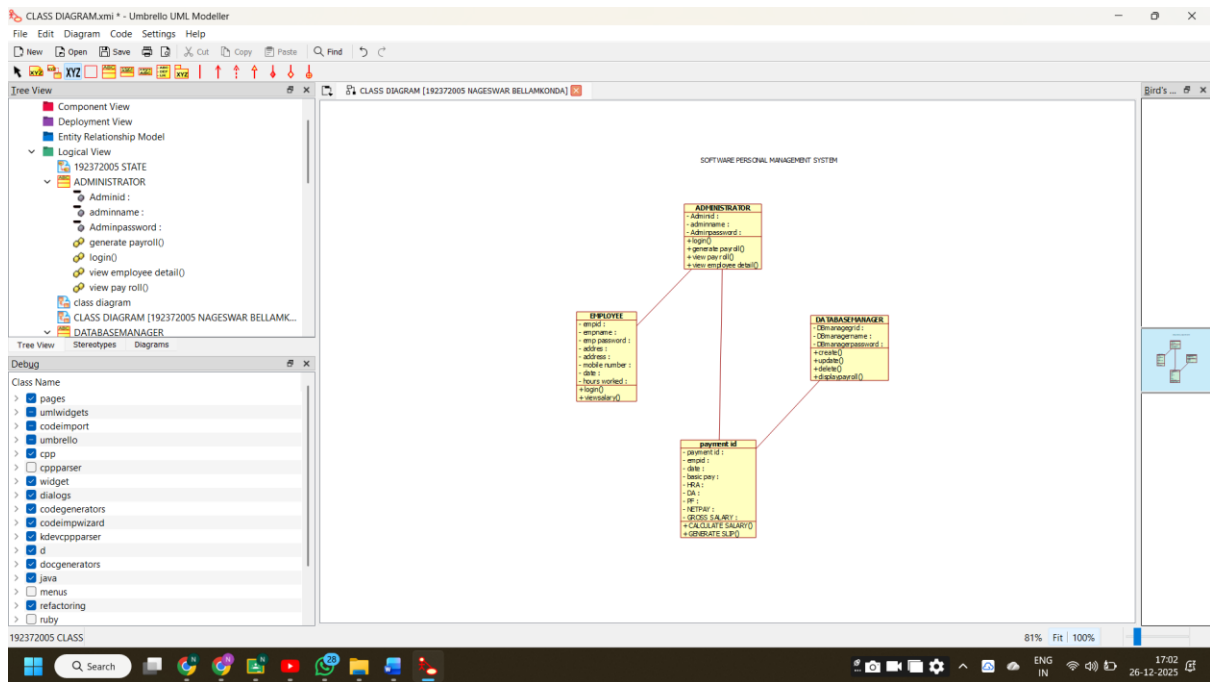 CLASS DIAGRAM.xmi * - Umbrello UML Modeller
File Edit Diagram Code Settings Help
New Open Save Cut Copy Paste Find
XYZ
Tree View
CLASS DIAGRAM [192372005 NAGESWAR BELLAMKONDA]
Bird's ...
Component View
Deployment View
Entity Relationship Model
Logical View
192372005 STATE
ADMINISTRATOR
Adminid :
adminname :
Adminpassword :
generate payroll()
login()
view employee detail()
view pay roll()
class diagram
CLASS DIAGRAM [192372005 NAGESWAR BELLAMK...
DATABASEMANAGER
Tree View Stereotypes Diagrams
Debug
Class Name
pages
umlwidgets
codeimport
umbrello
cpp
cppparser
widget
dialogs
codegenerators
codeimpwizard
kdevcppparser
d
docgenerators
java
menus
refactoring
ruby
SOFTWARE PERSONAL MANAGEMENT SYSTEM
ADMINISTRATOR
- Adminid :
- adminname :
- Adminpassword :
+ login()
+ generate payroll()
+ view pay roll()
+ view employee detail()
EMPLOYEE
- empid :
- empname :
- emp password :
- addres :
- address :
- mobile number :
- date :
- hours worked :
+ login()
+ viewsalary()
DATABASEMANAGER
- DBmanagegrid :
- DBmanagername :
- DBmanagerpassword :
+ create()
+ update()
+ delete()
+ displaypayroll()
payment id
- payment id :
- empid :
- date :
- basic pay :
- HRA :
- DA :
- PF :
- NETPAY :
- GROSS SALARY :
+ CALCULATE SALARY()
+ GENERATE SLIP()
192372005 CLASS
81% Fit 100%
Search
28
ENG
IN
17:02
26-12-2025